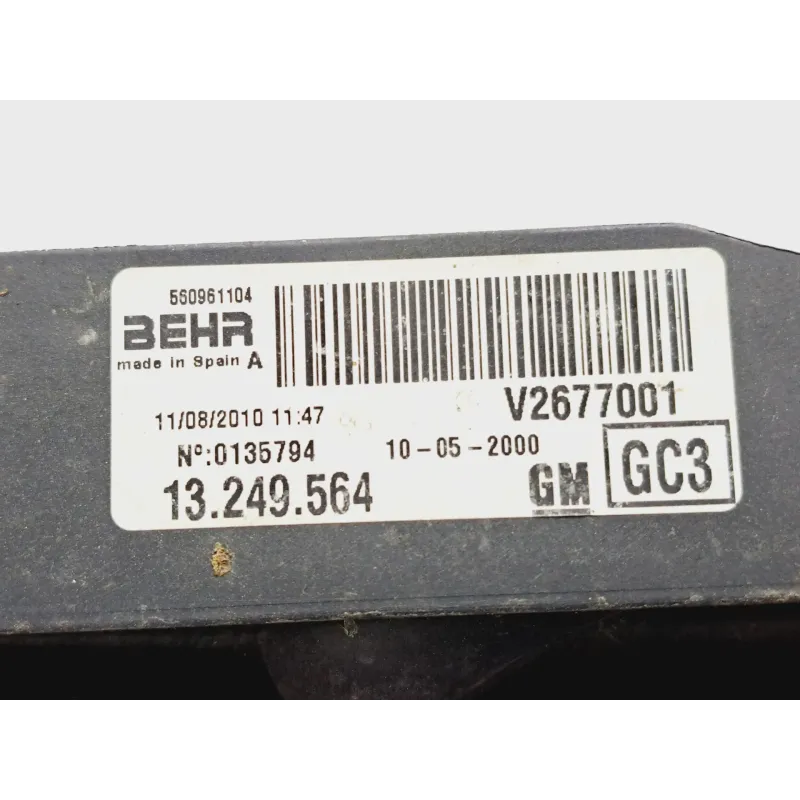 560961104
BEHR
made in Spain A
V2677001
11/08/2010 11:47
Nº:0135794
10-05-2000
13.249.564
GM
GC3